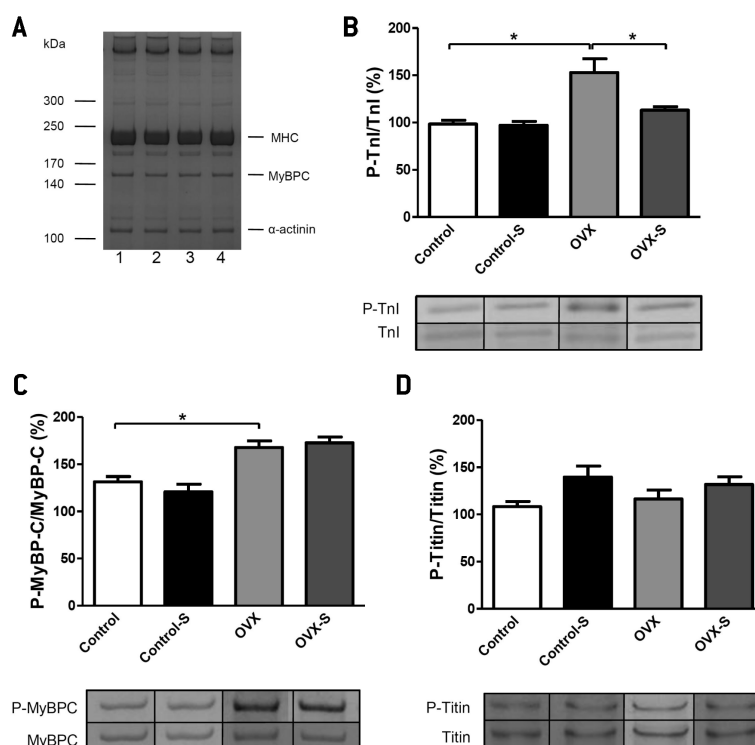 A
kDa
300
250
170
140
100
MHC
MyBPC
α-actinin
1 2 3 4
B
P-TnI/TnI (%)
200
150
100
50
0
* *
Control
Control-S
OVX
OVX-S
P-TnI
TnI
C
P-MyBP-C/MyBP-C (%)
200
150
100
50
0
*
Control
Control-S
OVX
OVX-S
P-MyBPC
MyBPC
D
P-Titin/Titin (%)
200
150
100
50
0
Control
Control-S
OVX
OVX-S
P-Titin
Titin